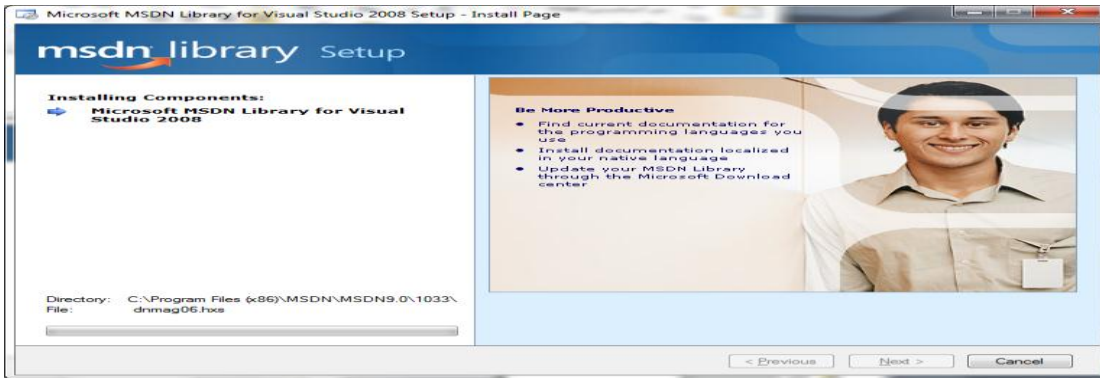 Microsoft MSDN Library for Visual Studio 2008 Setup - Install Page
msdn library Setup
Installing Components:
Microsoft MSDN Library for Visual
Studio 2008
Be More Productive
• Find current documentation for
the programming languages you
use
• Install documentation localized
in your native language
• Update your MSDN Library
through the Microsoft Download
center
Directory: C:\Program Files (x86)\MSDN\MSDN9.0\1033\
File: dnmag06.hxs
< Previous
Next >
Cancel